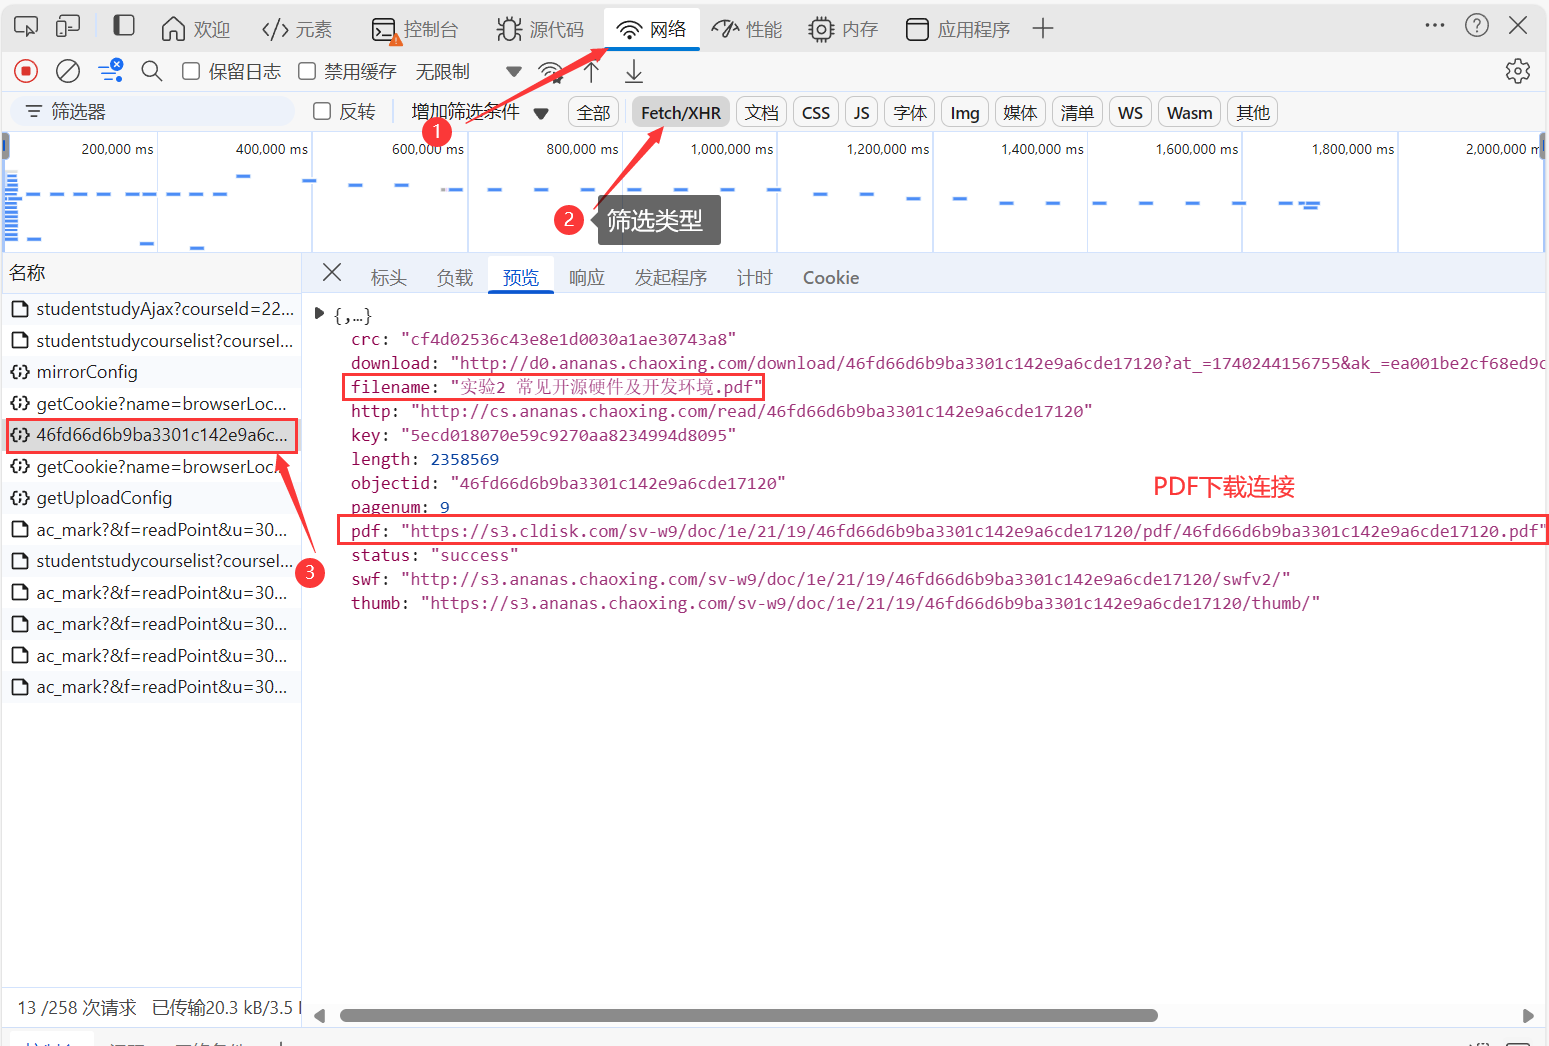 欢迎 元素 控制台 源代码 网络 性能 内存 应用程序
保留日志 禁用缓存 无限制
筛选器 反转 增加筛选条件 全部 Fetch/XHR 文档 CSS JS 字体 Img 媒体 清单 WS Wasm 其他
1
200,000 ms 400,000 ms 600,000 ms 800,000 ms 1,000,000 ms 1,200,000 ms 1,400,000 ms 1,600,000 ms 1,800,000 ms 2,000,000 m
2 筛选类型
名称
标头 负载 预览 响应 发起程序 计时 Cookie
studentstudyAjax?courseId=22...
studentstudycourselist?courseI...
mirrorConfig
getCookie?name=browserLoc...
46fd66d6b9ba3301c142e9a6c...
getCookie?name=browserLoc...
getUploadConfig
ac_mark?&f=readPoint&u=30...
studentstudycourselist?courseI...
ac_mark?&f=readPoint&u=30...
ac_mark?&f=readPoint&u=30...
ac_mark?&f=readPoint&u=30...
ac_mark?&f=readPoint&u=30...
3
{,…}
crc: "cf4d02536c43e8e1d0030a1ae30743a8"
download: "http://d0.ananas.chaoxing.com/download/46fd66d6b9ba3301c142e9a6cde17120?at_=1740244156755&ak_=ea001be2cf68ed9c
filename: "实验2 常见开源硬件及开发环境.pdf"
http: "http://cs.ananas.chaoxing.com/read/46fd66d6b9ba3301c142e9a6cde17120"
key: "5ecd018070e59c9270aa8234994d8095"
length: 2358569
objectid: "46fd66d6b9ba3301c142e9a6cde17120"
PDF下载连接
pagenum: 9
pdf: "https://s3.cldisk.com/sv-w9/doc/1e/21/19/46fd66d6b9ba3301c142e9a6cde17120/pdf/46fd66d6b9ba3301c142e9a6cde17120.pdf"
status: "success"
swf: "http://s3.ananas.chaoxing.com/sv-w9/doc/1e/21/19/46fd66d6b9ba3301c142e9a6cde17120/swfv2/"
thumb: "https://s3.ananas.chaoxing.com/sv-w9/doc/1e/21/19/46fd66d6b9ba3301c142e9a6cde17120/thumb/"
13 /258 次请求 已传输20.3 kB/3.5